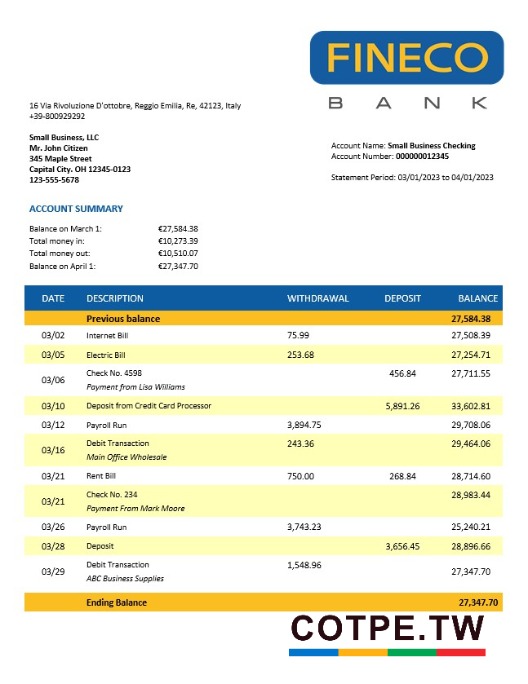 FINECO
BANK
16 Via Rivoluzione D'ottobre, Reggio Emilia, Re, 42123, Italy
+39-800929292
Small Business, LLC
Mr. John Citizen
345 Maple Street
Capital City. OH 12345-0123
123-555-5678
Account Name: Small Business Checking
Account Number: 000000012345
Statement Period: 03/01/2023 to 04/01/2023
ACCOUNT SUMMARY
Balance on March 1: €27,584.38
Total money in: €10,273.39
Total money out: €10,510.07
Balance on April 1: €27,347.70
DATE DESCRIPTION WITHDRAWAL DEPOSIT BALANCE
Previous balance 27,584.38
03/02 Internet Bill 75.99 27,508.39
03/05 Electric Bill 253.68 27,254.71
03/06 Check No. 4598 456.84 27,711.55
Payment from Lisa Williams
03/10 Deposit from Credit Card Processor 5,891.26 33,602.81
03/12 Payroll Run 3,894.75 29,708.06
03/16 Debit Transaction 243.36 29,464.06
Main Office Wholesale
03/21 Rent Bill 750.00 268.84 28,714.60
03/21 Check No. 234 28,983.44
Payment From Mark Moore
03/26 Payroll Run 3,743.23 25,240.21
03/28 Deposit 3,656.45 28,896.66
03/29 Debit Transaction 1,548.96 27,347.70
ABC Business Supplies
Ending Balance 27,347.70
COTPE.TW